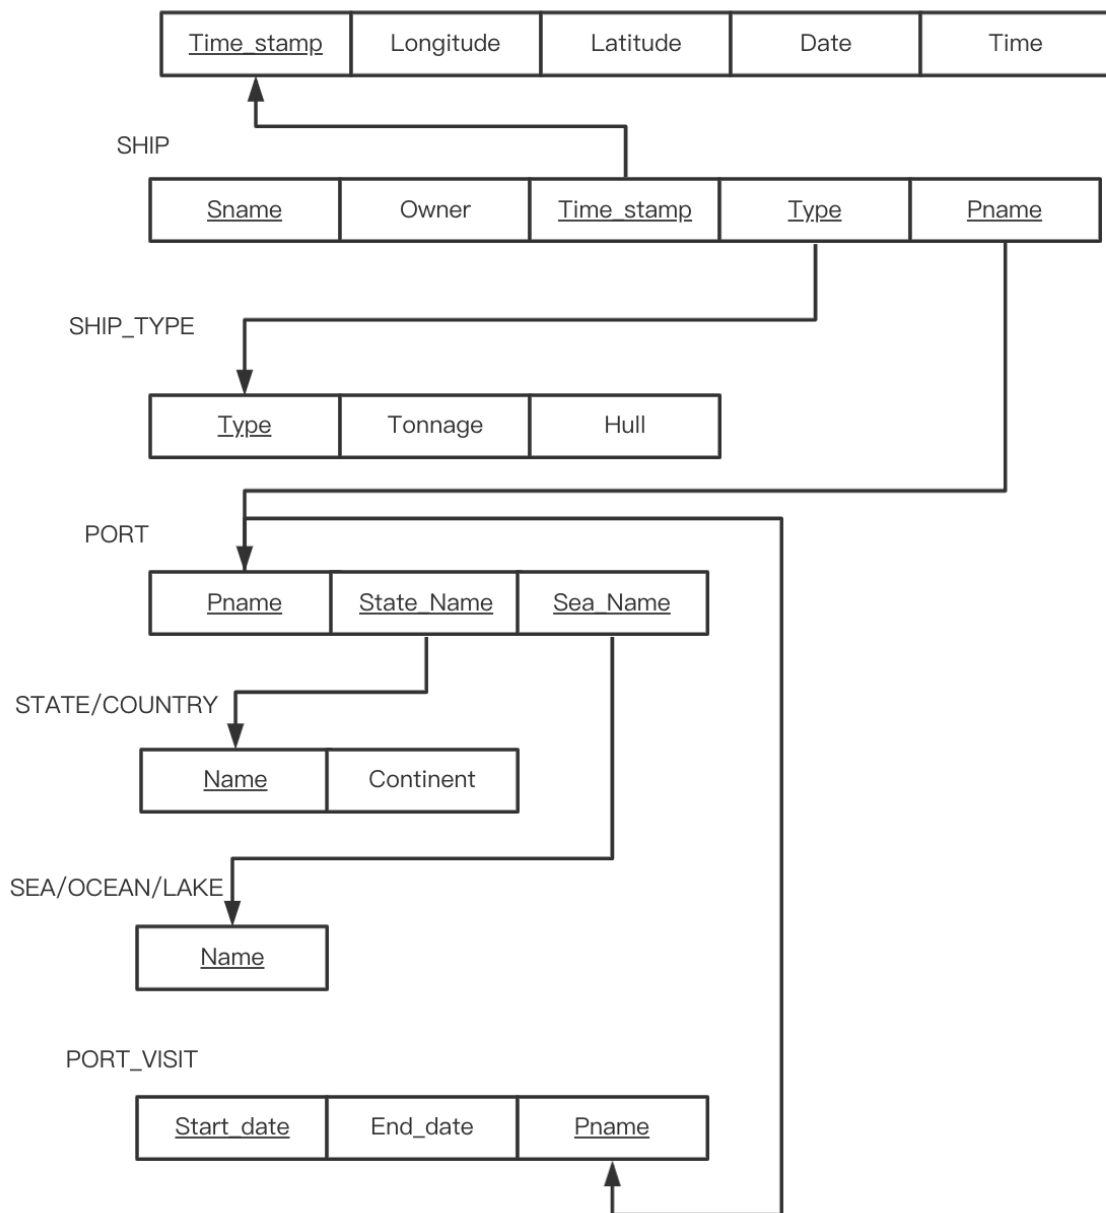 Time_stamp Longitude Latitude Date Time
SHIP
Sname Owner Time_stamp Type Pname
SHIP_TYPE
Type Tonnage Hull
PORT
Pname State_Name Sea_Name
STATE/COUNTRY
Name Continent
SEA/OCEAN/LAKE
Name
PORT_VISIT
Start_date End_date Pname